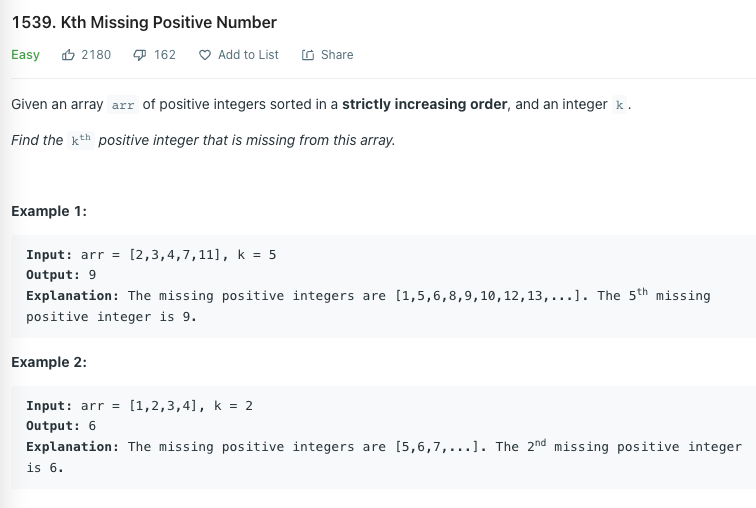 1539. Kth Missing Positive Number
Easy 2180 162 Add to List Share
Given an array arr of positive integers sorted in a strictly increasing order, and an integer k.
Find the kth positive integer that is missing from this array.
Example 1:
Input: arr = [2,3,4,7,11], k = 5
Output: 9
Explanation: The missing positive integers are [1,5,6,8,9,10,12,13,...]. The 5th missing
positive integer is 9.
Example 2:
Input: arr = [1,2,3,4], k = 2
Output: 6
Explanation: The missing positive integers are [5,6,7,...]. The 2nd missing positive integer
is 6.